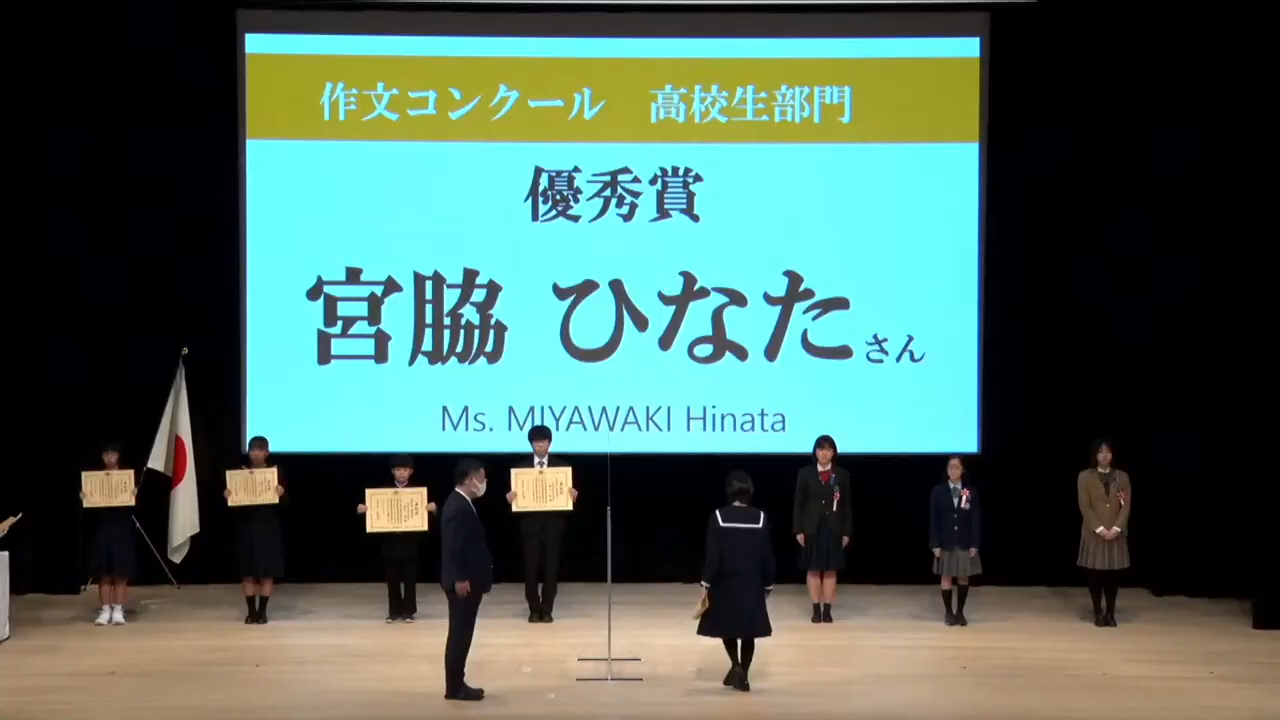 作文コンクール　高校生部門
優秀賞
宮脇 ひなた さん
Ms. MIYAWAKI Hinata